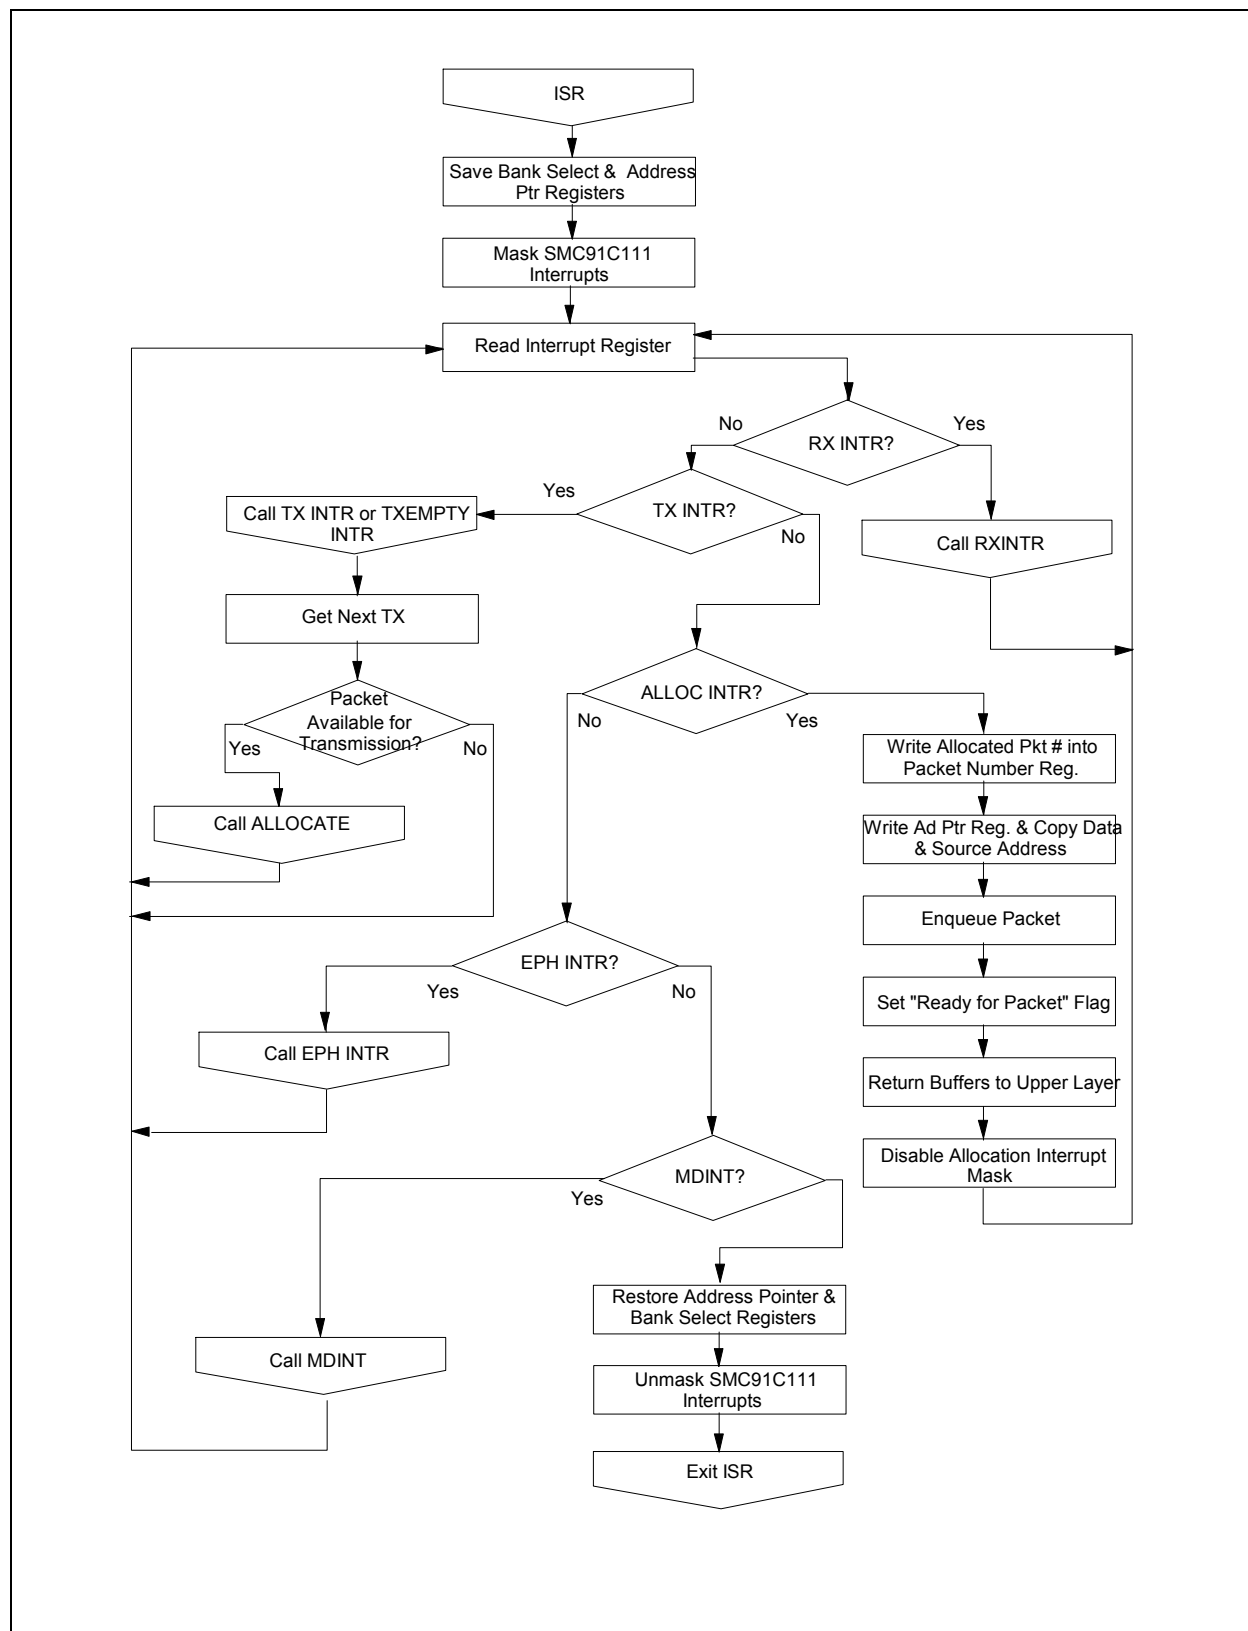 ISR
Save Bank Select & Address
Ptr Registers
Mask SMC91C111
Interrupts
Read Interrupt Register
No
Yes
RX INTR?
Yes
TX INTR?
No
Call TX INTR or TXEMPTY
INTR
Call RXINTR
Get Next TX
ALLOC INTR?
No
Yes
Packet
Available for
Transmission?
Yes
No
Write Allocated Pkt # into
Packet Number Reg.
Call ALLOCATE
Write Ad Ptr Reg. & Copy Data
& Source Address
Enqueue Packet
EPH INTR?
Yes
No
Set "Ready for Packet" Flag
Call EPH INTR
Return Buffers to Upper Layer
Disable Allocation Interrupt
Mask
MDINT?
Yes
Restore Address Pointer &
Bank Select Registers
Call MDINT
Unmask SMC91C111
Interrupts
Exit ISR